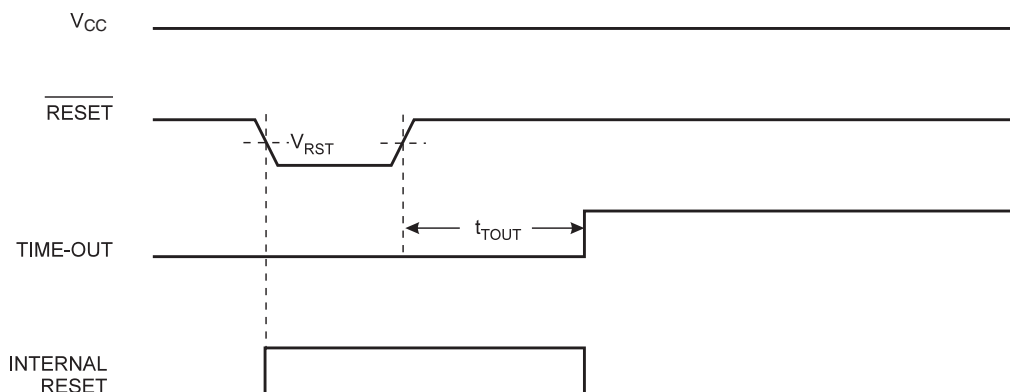 VCC
RESET
VRST
tTOUT
TIME-OUT
INTERNAL
RESET